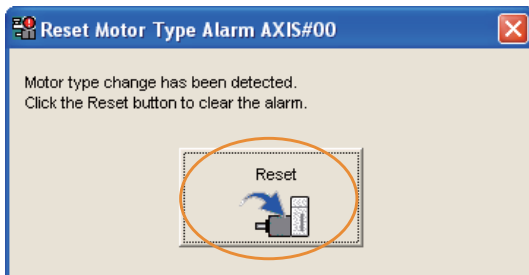 Reset Motor Type Alarm AXIS#00
Motor type change has been detected.
Click the Reset button to clear the alarm.
Reset